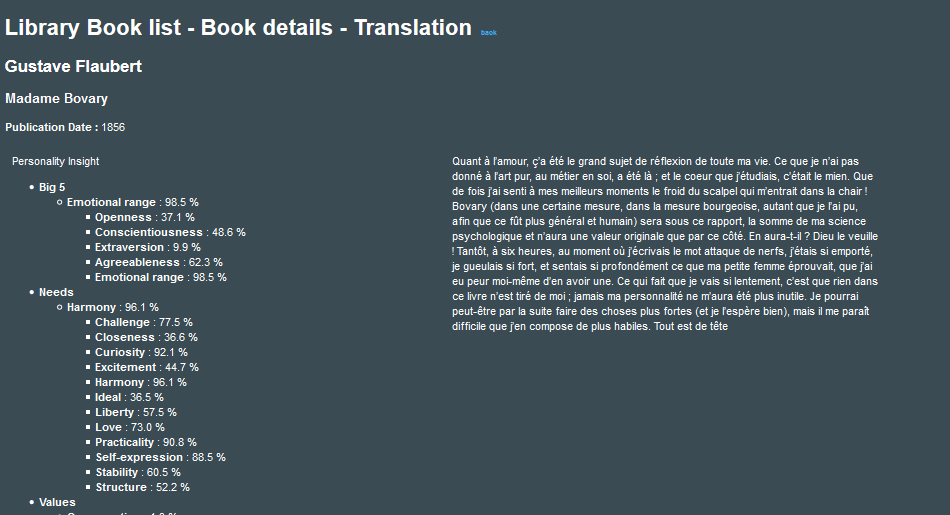 Library Book list - Book details - Translation back
Gustave Flaubert
Madame Bovary
Publication Date : 1856
Personality Insight
Big 5
Emotional range : 98.5 %
Openness : 37.1 %
Conscientiousness : 48.6 %
Extraversion : 9.9 %
Agreeableness : 62.3 %
Emotional range : 98.5 %
Needs
Harmony : 96.1 %
Challenge : 77.5 %
Closeness : 36.6 %
Curiosity : 92.1 %
Excitement : 44.7 %
Harmony : 96.1 %
Ideal : 36.5 %
Liberty : 57.5 %
Love : 73.0 %
Practicality : 90.8 %
Self-expression : 88.5 %
Stability : 60.5 %
Structure : 52.2 %
Values
Quant à l'amour, ç'a été le grand sujet de réflexion de toute ma vie. Ce que je n'ai pas
donné à l'art pur, au métier en soi, a été là ; et le coeur que j'étudiais, c'était le mien. Que
de fois j'ai senti à mes meilleurs moments le froid du scalpel qui m'entrait dans la chair !
Bovary (dans une certaine mesure, dans la mesure bourgeoise, autant que je l'ai pu,
afin que ce fût plus général et humain) sera sous ce rapport, la somme de ma science
psychologique et n'aura une valeur originale que par ce côté. En aura-t-il ? Dieu le veuille
! Tantôt, à six heures, au moment où j'écrivais le mot attaque de nerfs, j'étais si emporté,
je gueulais si fort, et sentais si profondément ce que ma petite femme éprouvait, que j'ai
eu peur moi-même d'en avoir une. Ce qui fait que je vais si lentement, c'est que rien dans
ce livre n'est tiré de moi ; jamais ma personnalité ne m'aura été plus inutile. Je pourrai
peut-être par la suite faire des choses plus fortes (et je l'espère bien), mais il me paraît
difficile que j'en compose de plus habiles. Tout est de tête